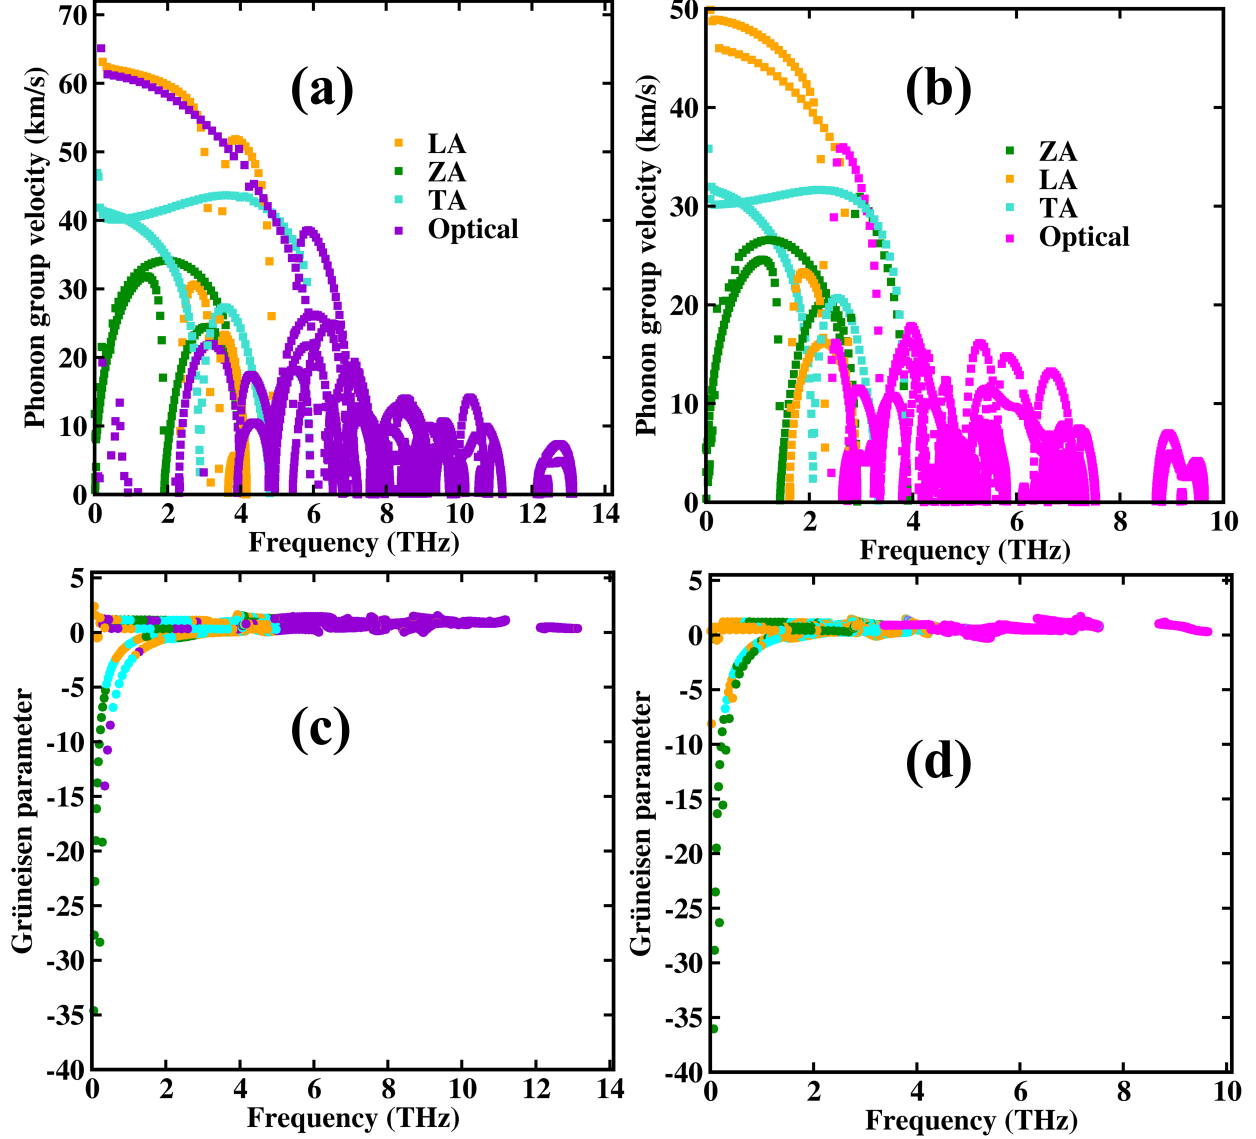 70
60
50
40
30
20
10
0
Phonon group velocity (km/s)
(a)
LA
ZA
TA
Optical
0 2 4 6 8 10 12 14
Frequency (THz)
50
40
30
20
10
0
Phonon group velocity (km/s)
(b)
ZA
LA
TA
Optical
0 2 4 6 8 10
Frequency (THz)
5
0
-5
-10
-15
-20
-25
-30
-35
-40
Grüneisen parameter
(c)
0 2 4 6 8 10 12 14
Frequency (THz)
5
0
-5
-10
-15
-20
-25
-30
-35
-40
Grüneisen parameter
(d)
0 2 4 6 8 10
Frequency (THz)